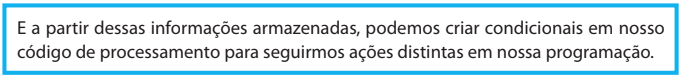 E a partir dessas informações armazenadas, podemos criar condicionais em nosso
código de processamento para seguirmos ações distintas em nossa programação.